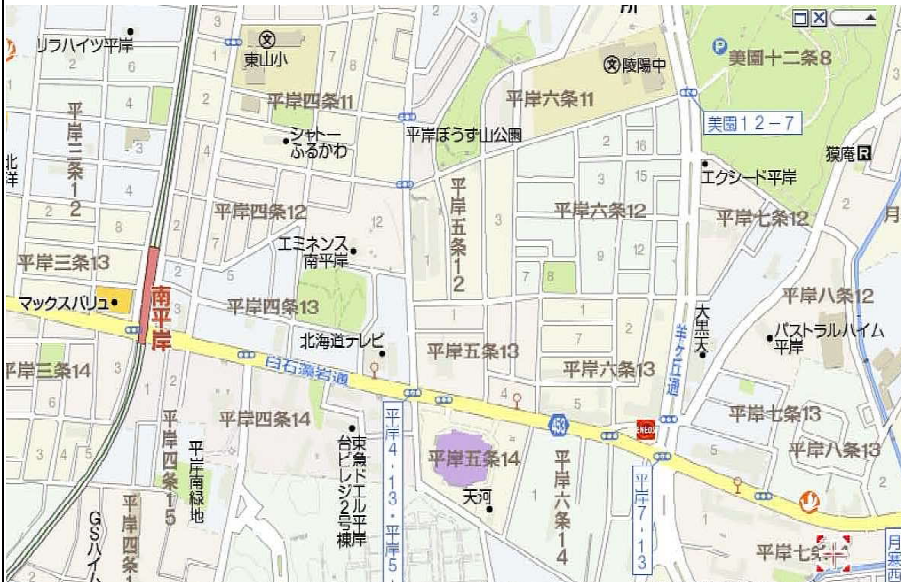 リラハイツ平岸
東山小
平岸四条11
シャトー
ふるかわ
平岸ぼうず山公園
陵陽中
平岸六条11
美園十二条8
美園12-7
獏庵
エクシード平岸
平岸三条12
北洋
平岸四条12
平岸五条12
平岸六条12
平岸七条12
月
エミネンス
南平岸
平岸三条13
マックスバリュ
南平岸
平岸四条13
北海道テレビ
平岸五条13
平岸六条13
大黒天
羊ケ丘通
平岸八条12
パストラルハイム
平岸
平岸三条14
白石藻岩通
平岸四条14
平岸七条13
平岸八条13
453
ENEOS
平岸四条15
平岸南緑地
東急ドエル平岸
台ビレジ2号棟
平岸4・13・平岸5
平岸五条14
天河
平岸六条14
平岸7・13
平岸七条
月寒西
GSハイム
平岸四条1